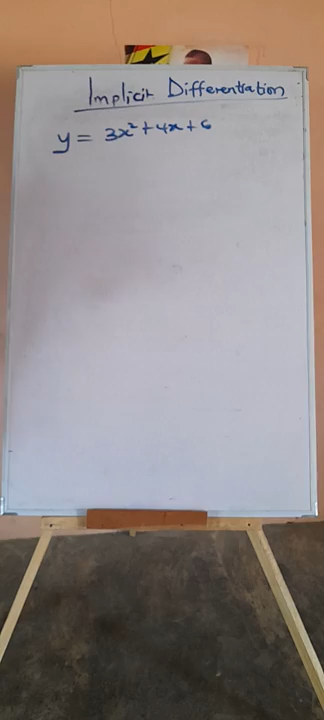 Implicit Differentiation
y = 3x² + 4x + 6